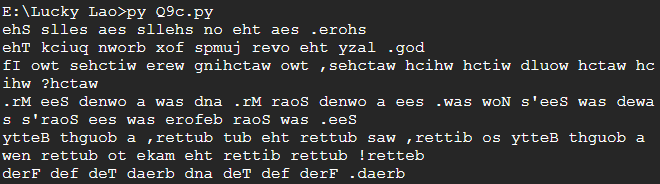 E:\Lucky Lao>py Q9c.py
ehS slles aes sllehs no eht aes .erohs
ehT kciuq nworb xof spmuj revo eht yzal .god
fI owt sehctiw erew gnihctaw owt ,sehctaw hcihw hctiw dluow hctaw hc
ihw ?hctaw
.rM eeS denwo a was dna .rM raoS denwo a ees .was woN s'eeS was dewa
s s'raoS ees was erofeb raoS was .eeS
ytteB thguob a ,rettub tub eht rettub saw ,rettib os ytteB thguob a
wen rettub ot ekam eht rettib rettub !retteb
derF def deT daerb dna deT def derF .daerb